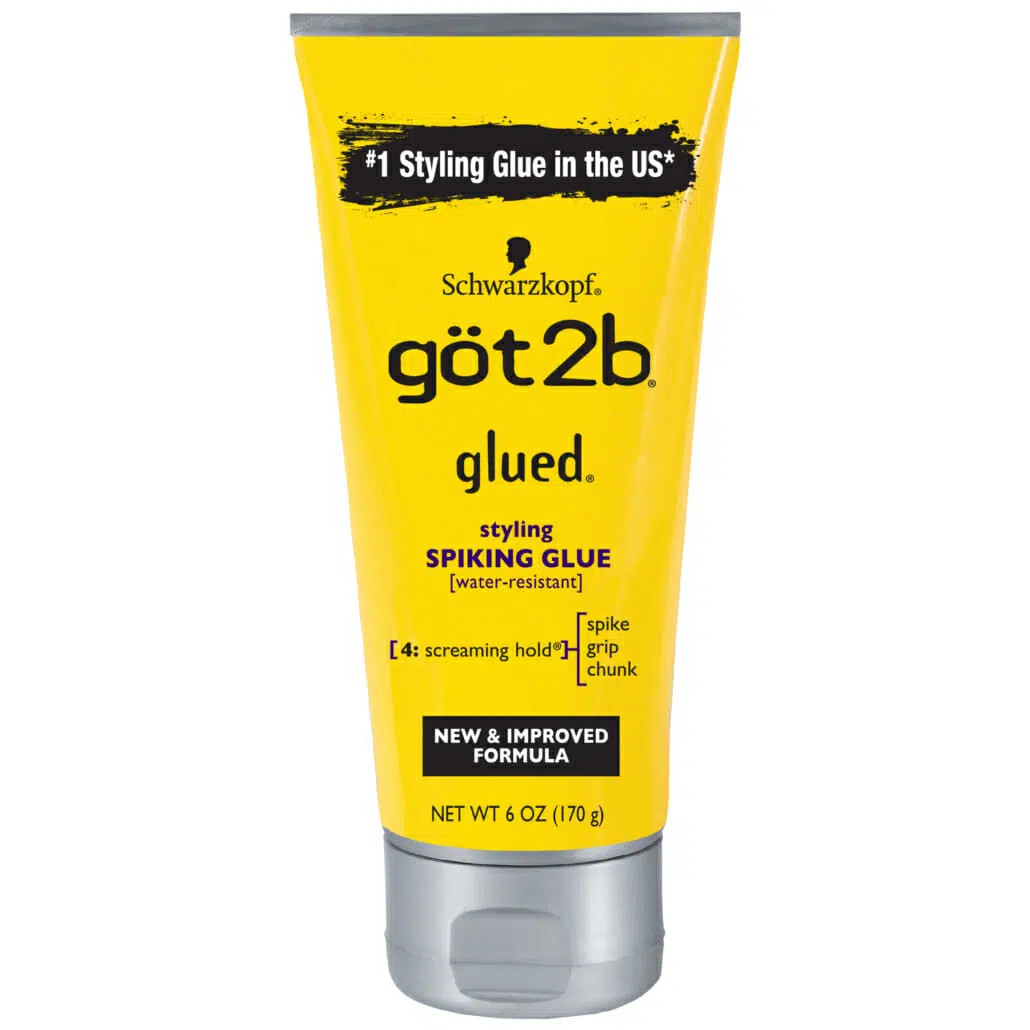 #1 Styling Glue in the US*
Schwarzkopf®
göt2b®
glued®
styling
SPIKING GLUE
[water-resistant]
[4: screaming hold®]
spike
grip
chunk
NEW & IMPROVED
FORMULA
NET WT 6 OZ (170 g)